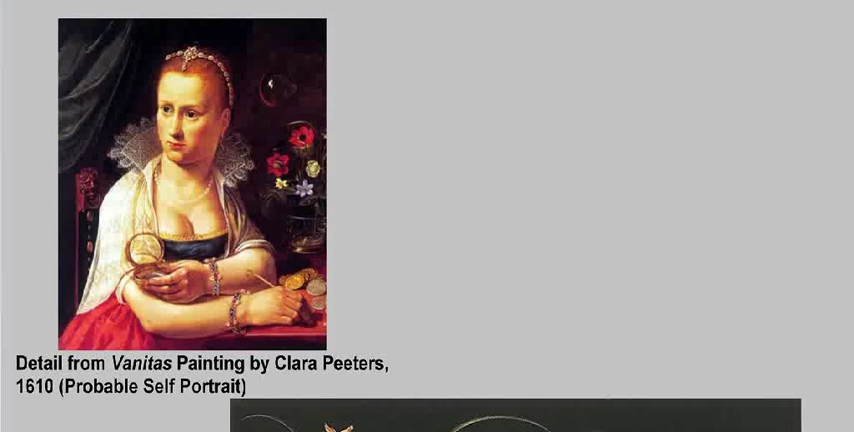 Detail from Vanitas Painting by Clara Peeters,
1610 (Probable Self Portrait)